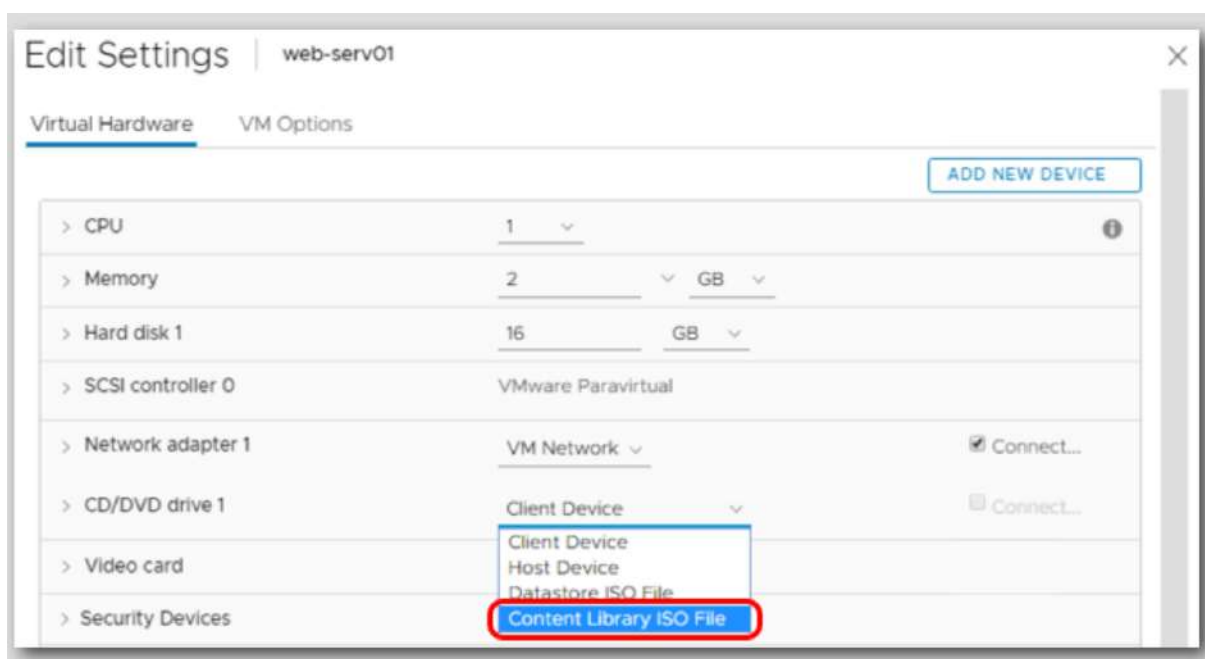 Edit Settings web-serv01
Virtual Hardware VM Options
ADD NEW DEVICE
CPU 1
Memory 2 GB
Hard disk 1 16 GB
SCSI controller 0 VMware Paravirtual
Network adapter 1 VM Network Connect...
CD/DVD drive 1 Client Device Connect...
Client Device
Video card Host Device
Datastore ISO File
Security Devices Content Library ISO File